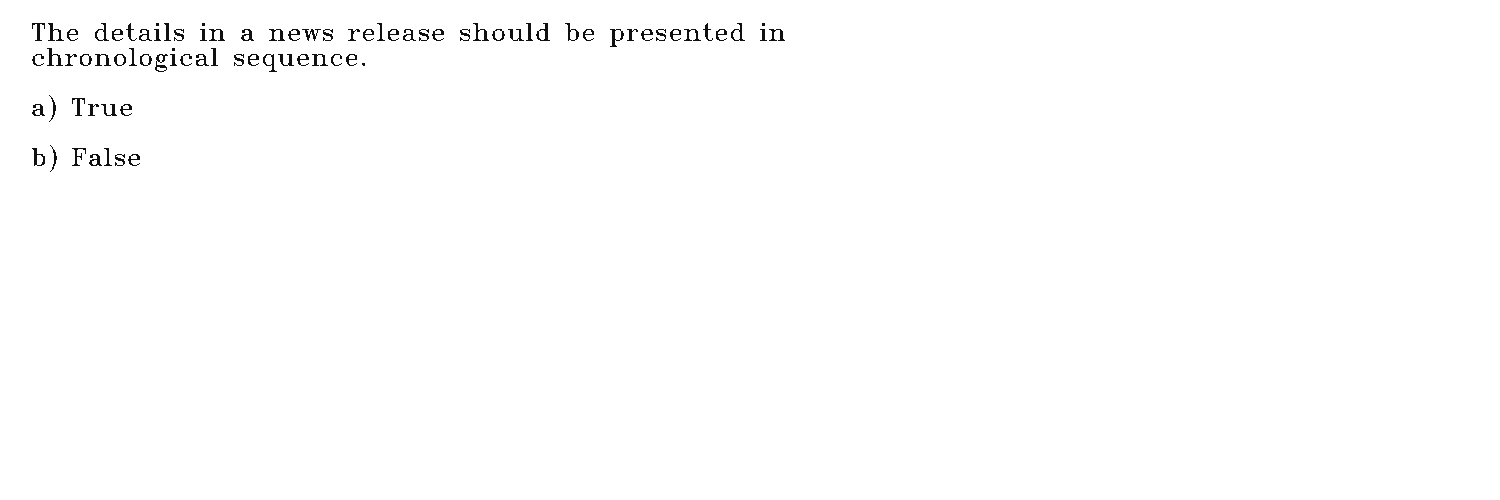 The details in a news release should be presented in
chronological sequence.
a) True
b) False